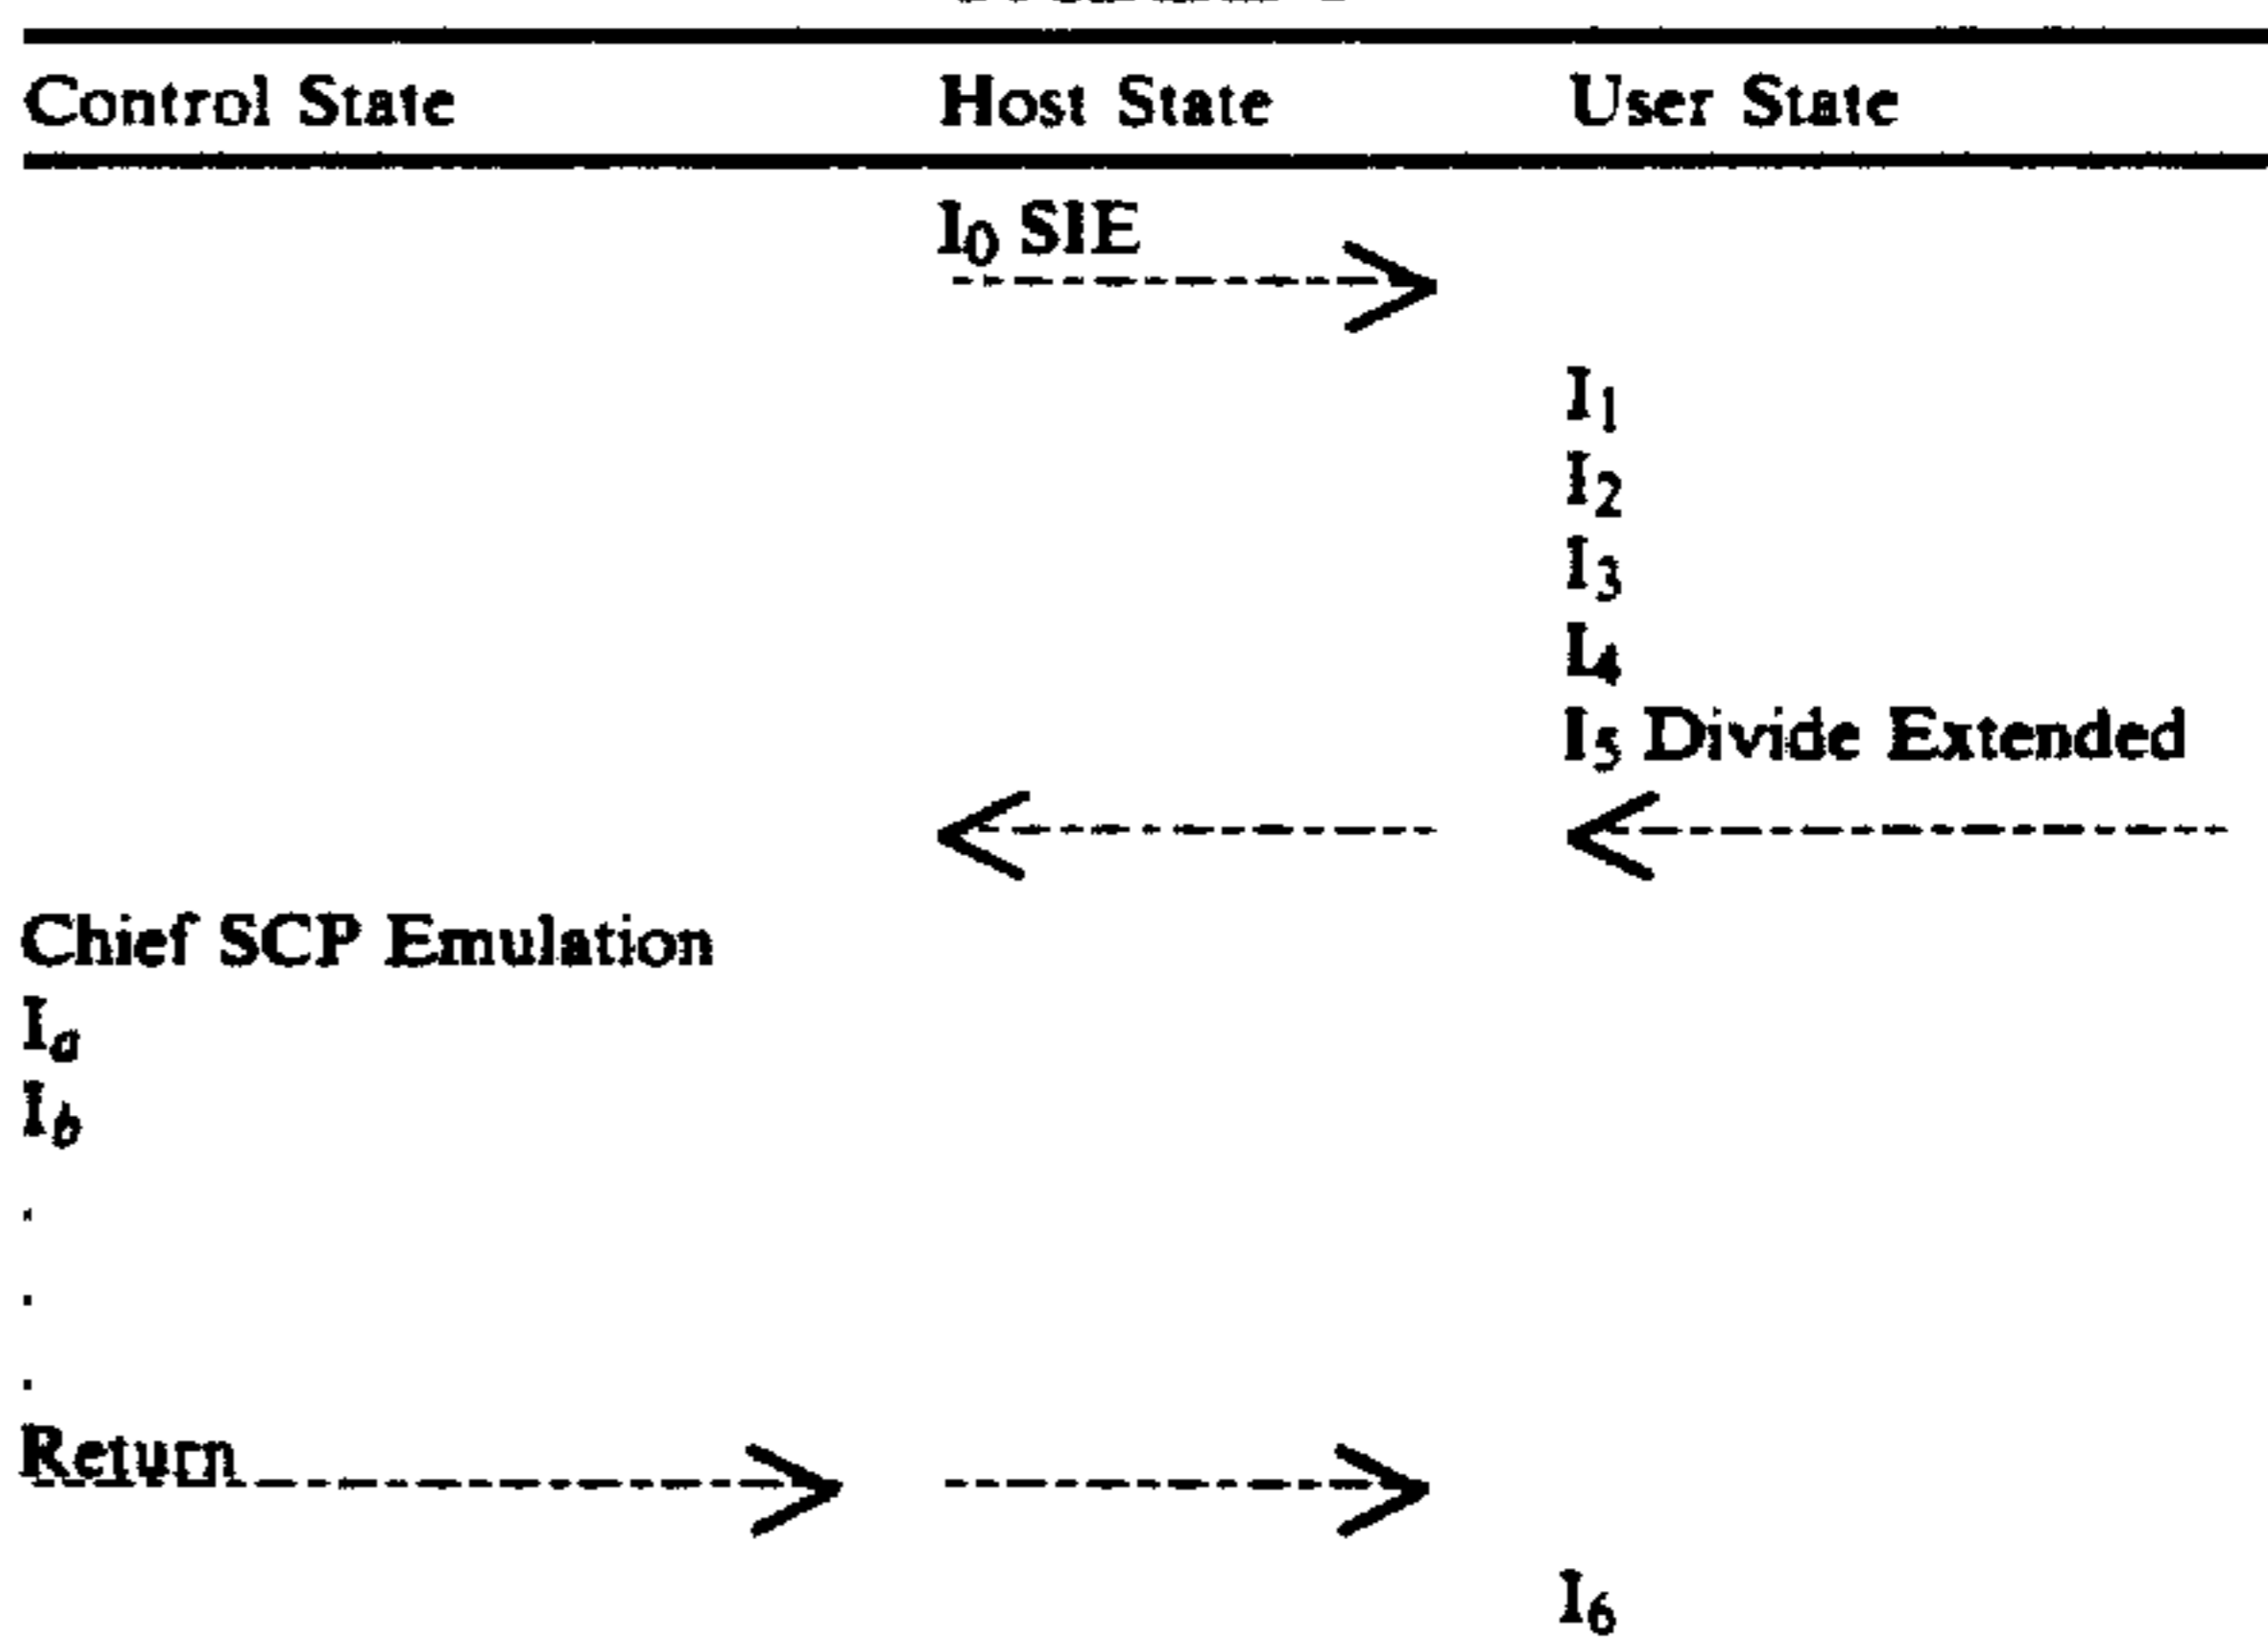 Control State Host State User State
I0 SIE
I1
I2
I3
I4
I5 Divide Extended
Chief SCP Emulation
Ia
Ib
.
.
.
Return
I6